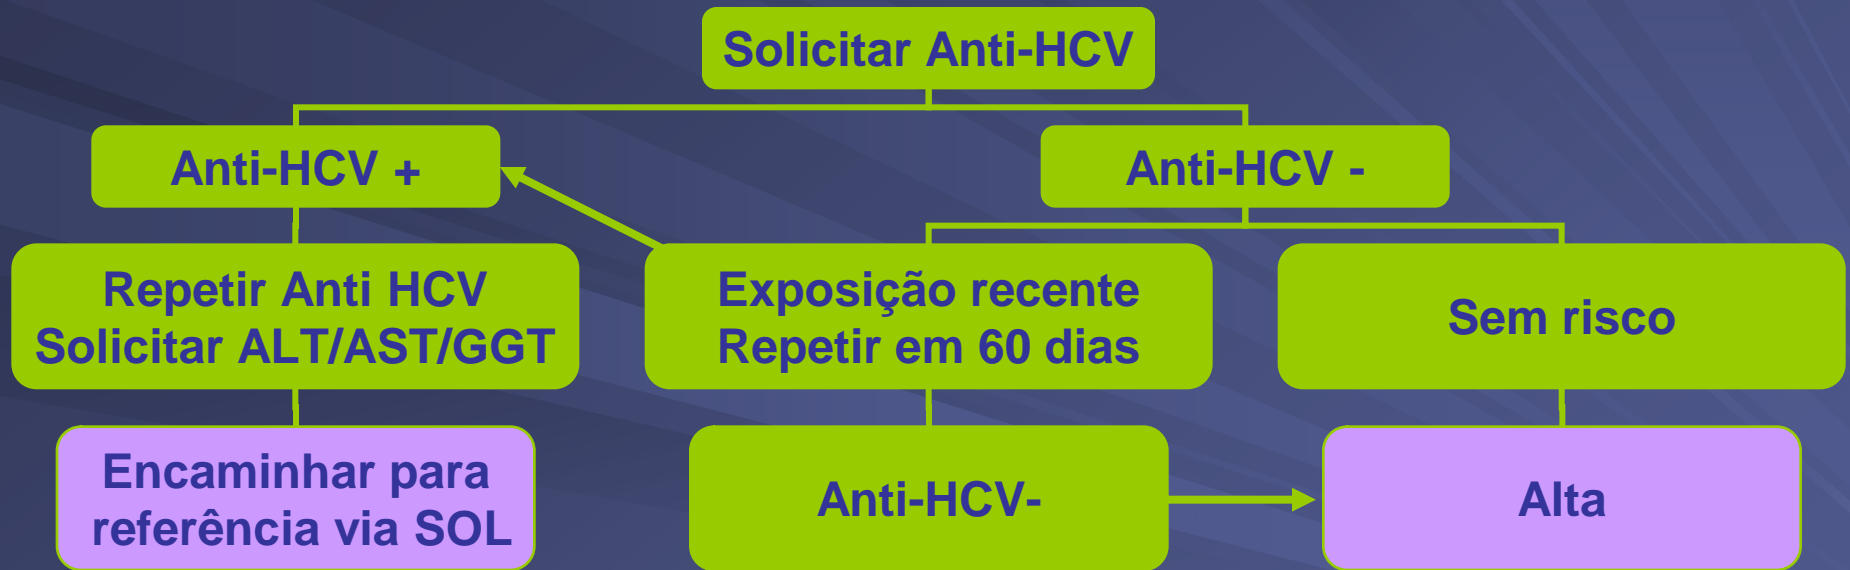 Solicitar Anti-HCV
Anti-HCV +
Anti-HCV -
Repetir Anti HCV
Solicitar ALT/AST/GGT
Exposição recente
Repetir em 60 dias
Sem risco
Encaminhar para
referência via SOL
Anti-HCV-
Alta